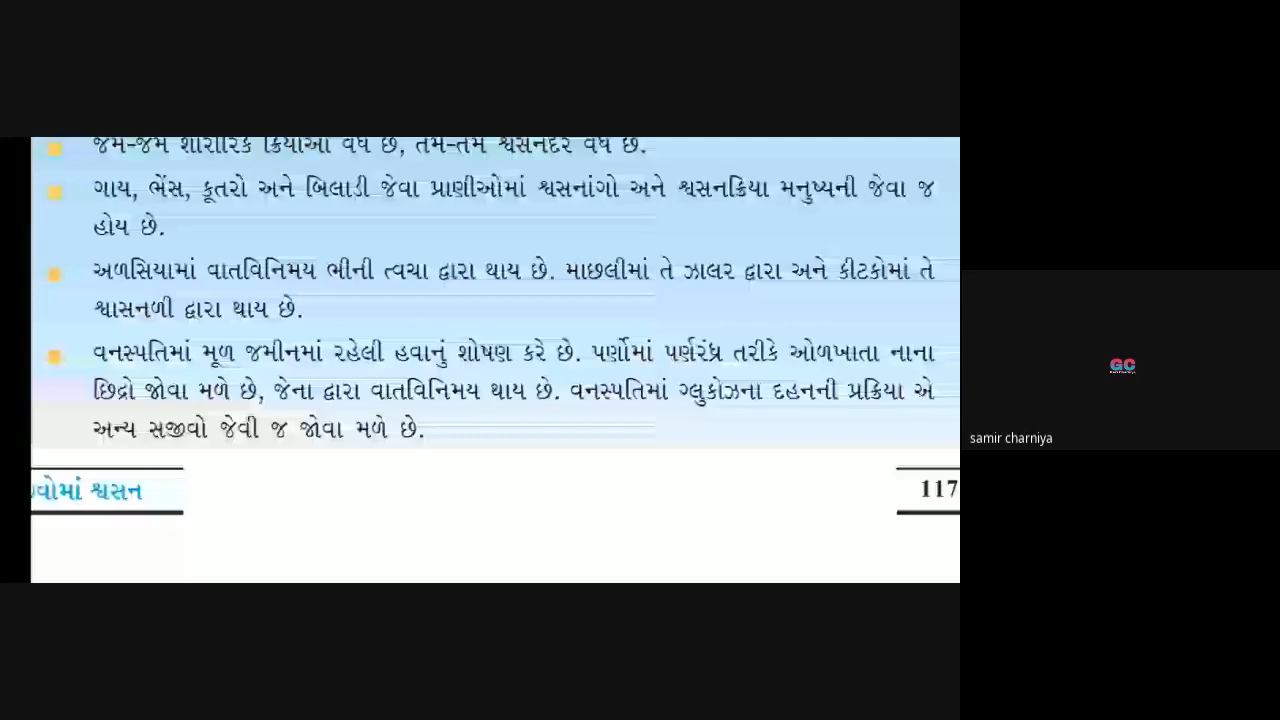 જેમ-જેમ શારીરિક ક્રિયાઓ વધે છે, તેમ-તેમ શ્વસનદર વધે છે.
ગાય, ભેંસ, કૂતરો અને બિલાડી જેવા પ્રાણીઓમાં શ્વસનાંગો અને શ્વસનક્રિયા મનુષ્યની જેવા જ
હોય છે.
અળસિયામાં વાતવિનિમય ભીની ત્વચા દ્વારા થાય છે. માછલીમાં તે ઝાલર દ્વારા અને કીટકોમાં તે
શ્વાસનળી દ્વારા થાય છે.
વનસ્પતિમાં મૂળ જમીનમાં રહેલી હવાનું શોષણ કરે છે. પર્ણોમાં પર્ણરંધ્ર તરીકે ઓળખાતા નાના
છિદ્રો જોવા મળે છે, જેના દ્વારા વાતવિનિમય થાય છે. વનસ્પતિમાં ગ્લુકોઝના દહનની પ્રક્રિયા એ
અન્ય સજીવો જેવી જ જોવા મળે છે.
વોમાં શ્વસન
117
GC
samir charniya